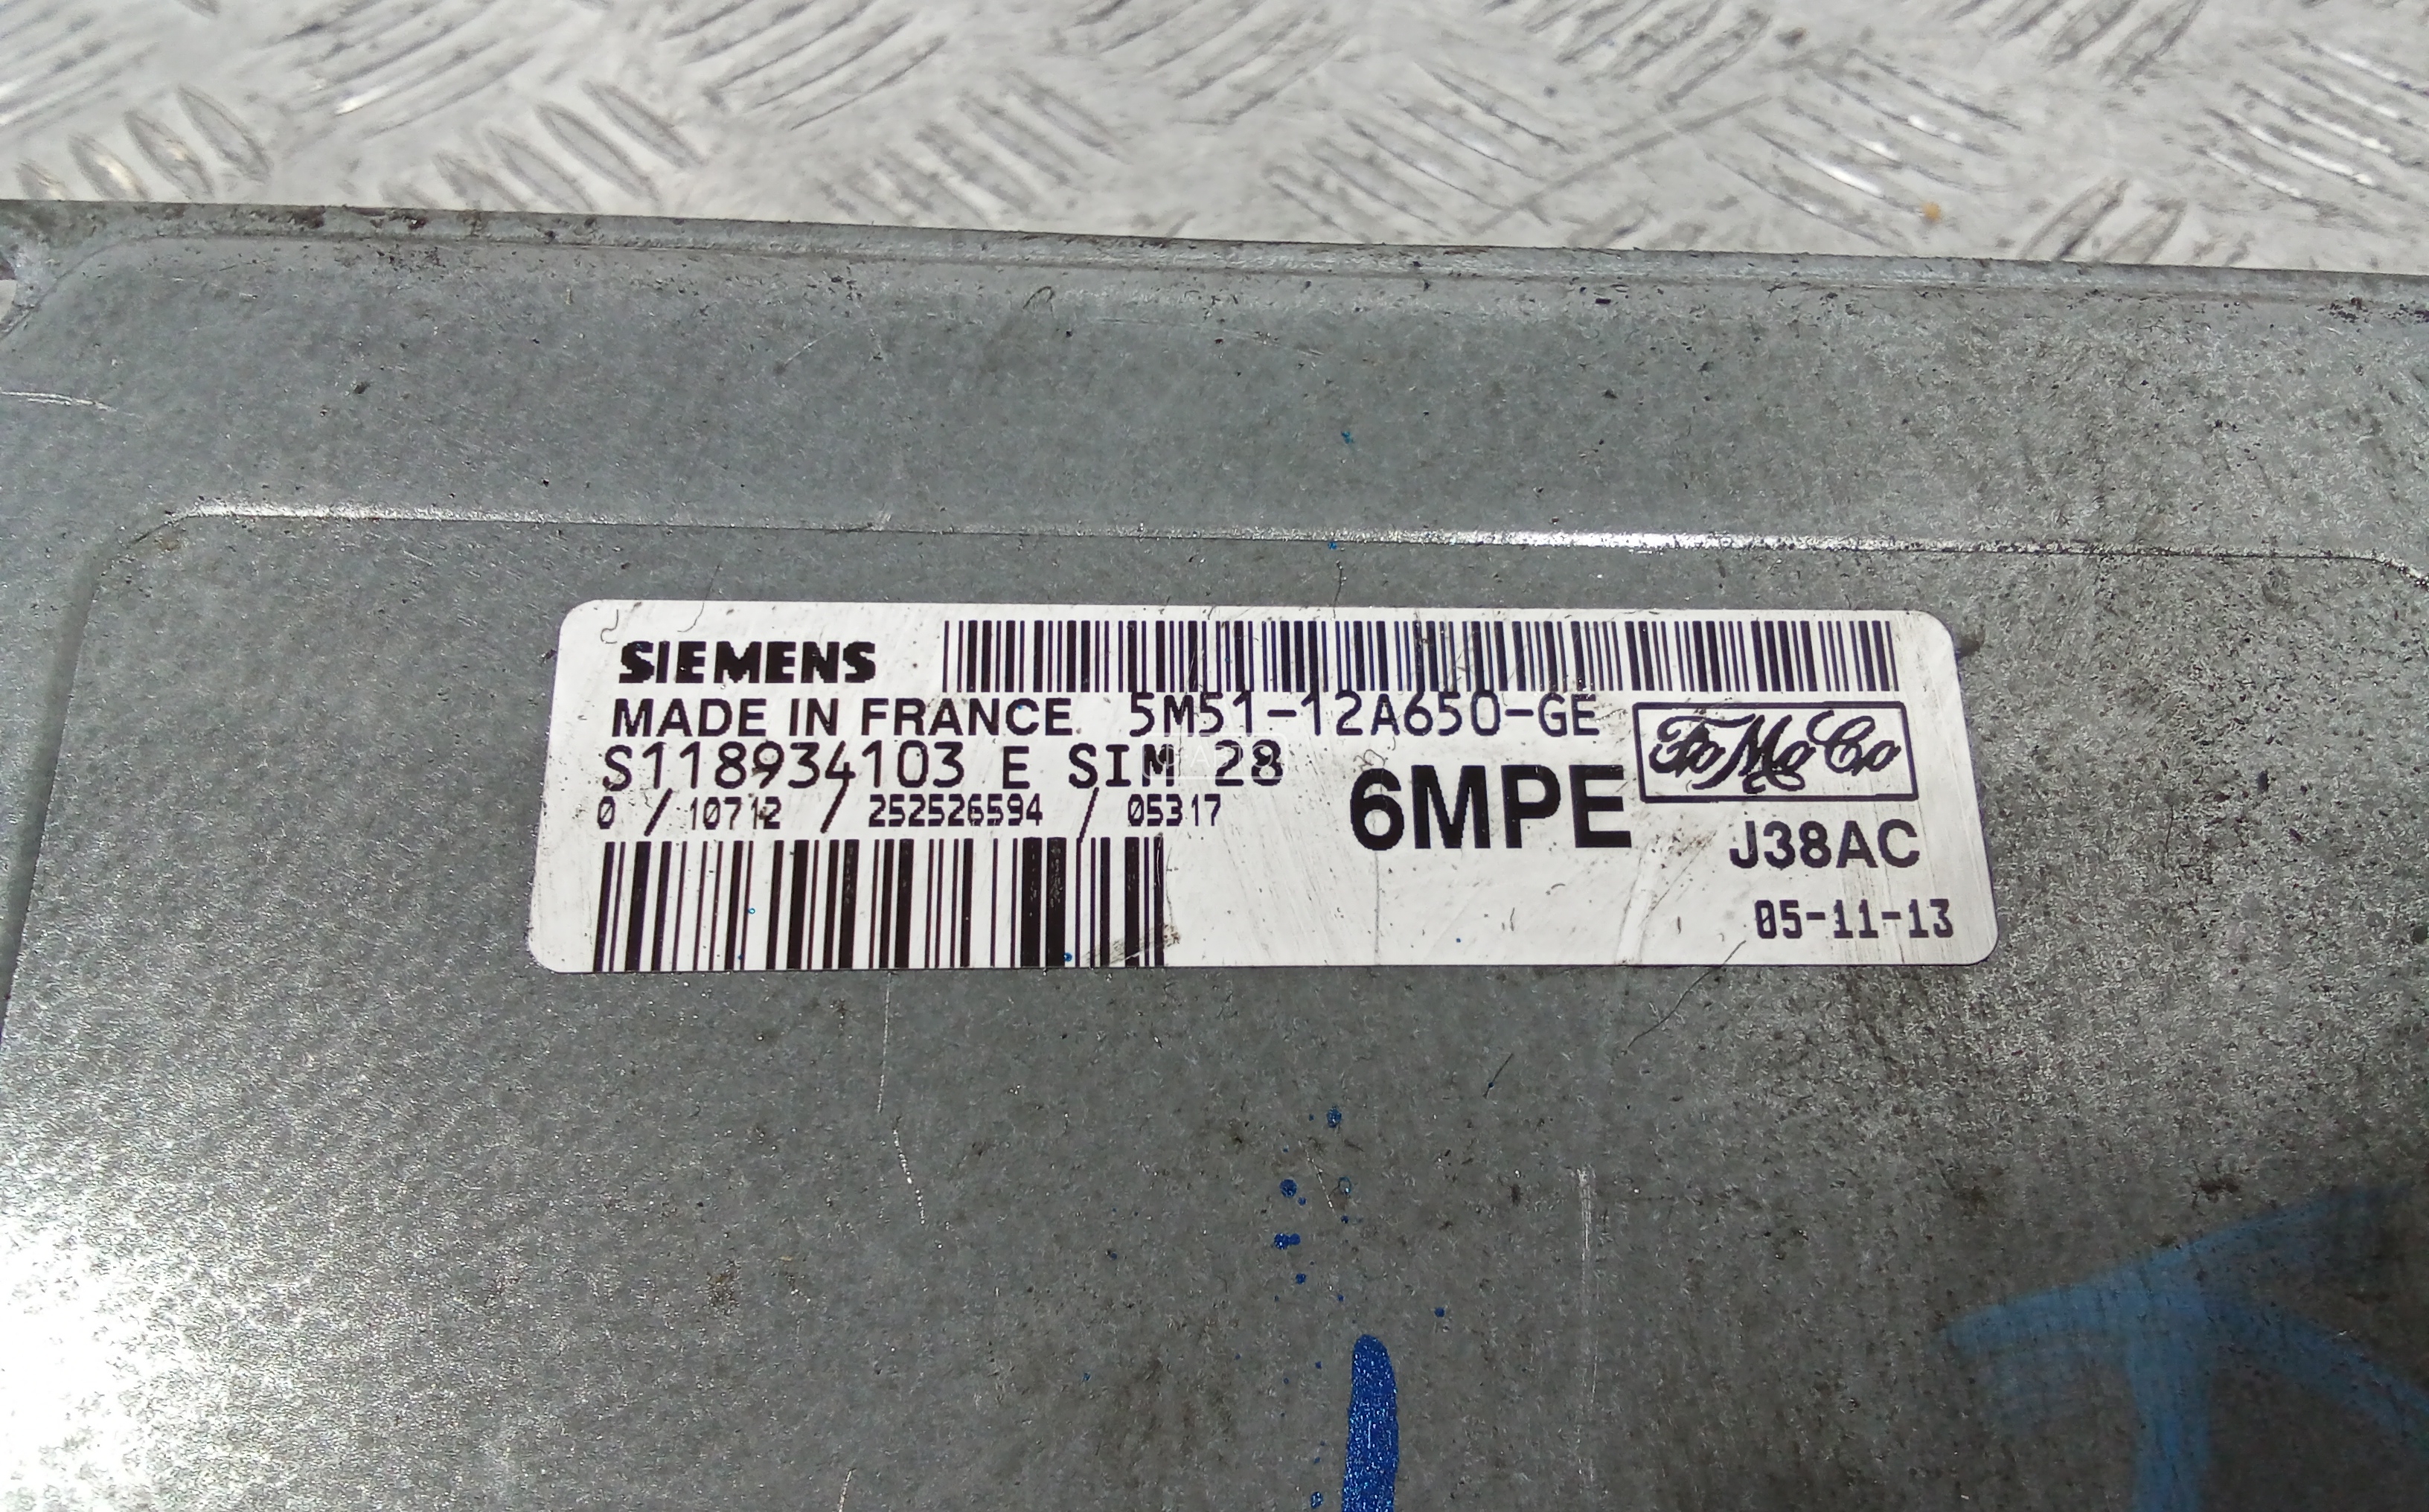 SIEMENS
MADE IN FRANCE 5M51-12A650-GE
S118934103 E SIM 28
0 / 10712 / 252526594 / 05317
6MPE
FoMoCo
J38AC
05-11-13